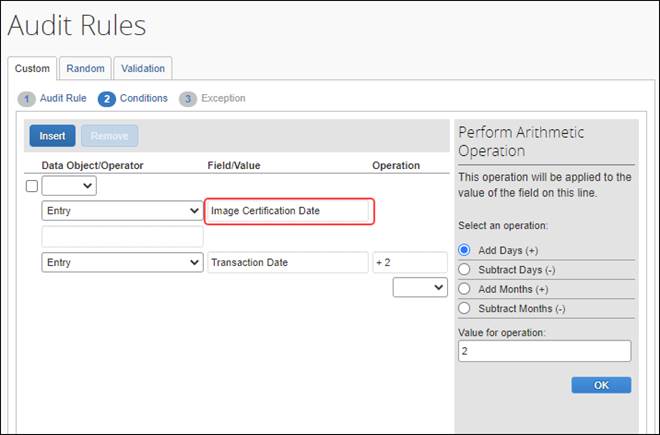 Audit Rules
Custom Random Validation
1 Audit Rule 2 Conditions 3 Exception
Insert Remove
Data Object/Operator Field/Value Operation
Entry Image Certification Date
Entry Transaction Date + 2
Perform Arithmetic
Operation
This operation will be applied to the
value of the field on this line.
Select an operation:
Add Days (+)
Subtract Days (-)
Add Months (+)
Subtract Months (-)
Value for operation:
2
OK